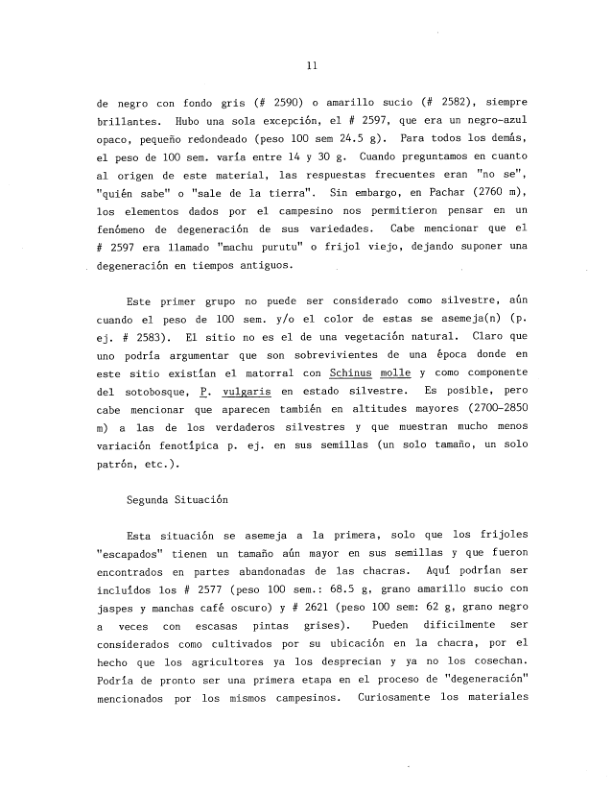 11
de negro con fondo gris (# 2590) o amarillo sucio (# 2582), siempre
brillantes. Hubo una sola excepción, el # 2597, que era un negro-azul
opaco, pequeño redondeado (peso 100 sem 24.5 g). Para todos los demás,
el peso de 100 sem. varía entre 14 y 30 g. Cuando preguntamos en cuanto
al origen de este material, las respuestas frecuentes eran "no se",
"quién sabe" o "sale de la tierra". Sin embargo, en Pachar (2760 m),
los elementos dados por el campesino nos permitieron pensar en un
fenómeno de degeneración de sus variedades. Cabe mencionar que el
# 2597 era llamado "machu purutu" o frijol viejo, dejando suponer una
degeneración en tiempos antiguos.
Este primer grupo no puede ser considerado como silvestre, aún
cuando el peso de 100 sem. y/o el color de estas se asemeja(n) (p.
ej. # 2583). El sitio no es el de una vegetación natural. Claro que
uno podría argumentar que son sobrevivientes de una época donde en
este sitio existían el matorral con Schinus molle y como componente
del sotobosque, P. vulgaris en estado silvestre. Es posible, pero
cabe mencionar que aparecen también en altitudes mayores (2700-2850
m) a las de los verdaderos silvestres y que muestran mucho menos
variación fenotípica p. ej. en sus semillas (un solo tamaño, un solo
patrón, etc.).
Segunda Situación
Esta situación se asemeja a la primera, solo que los frijoles
"escapados" tienen un tamaño aún mayor en sus semillas y que fueron
encontrados en partes abandonadas de las chacras. Aquí podrían ser
incluídos los # 2577 (peso 100 sem.: 68.5 g, grano amarillo sucio con
jaspes y manchas café oscuro) y # 2621 (peso 100 sem: 62 g, grano negro
a veces con escasas pintas grises). Pueden dificilmente ser
considerados como cultivados por su ubicación en la chacra, por el
hecho que los agricultores ya los desprecian y ya no los cosechan.
Podría de pronto ser una primera etapa en el proceso de "degeneración"
mencionados por los mismos campesinos. Curiosamente los materiales